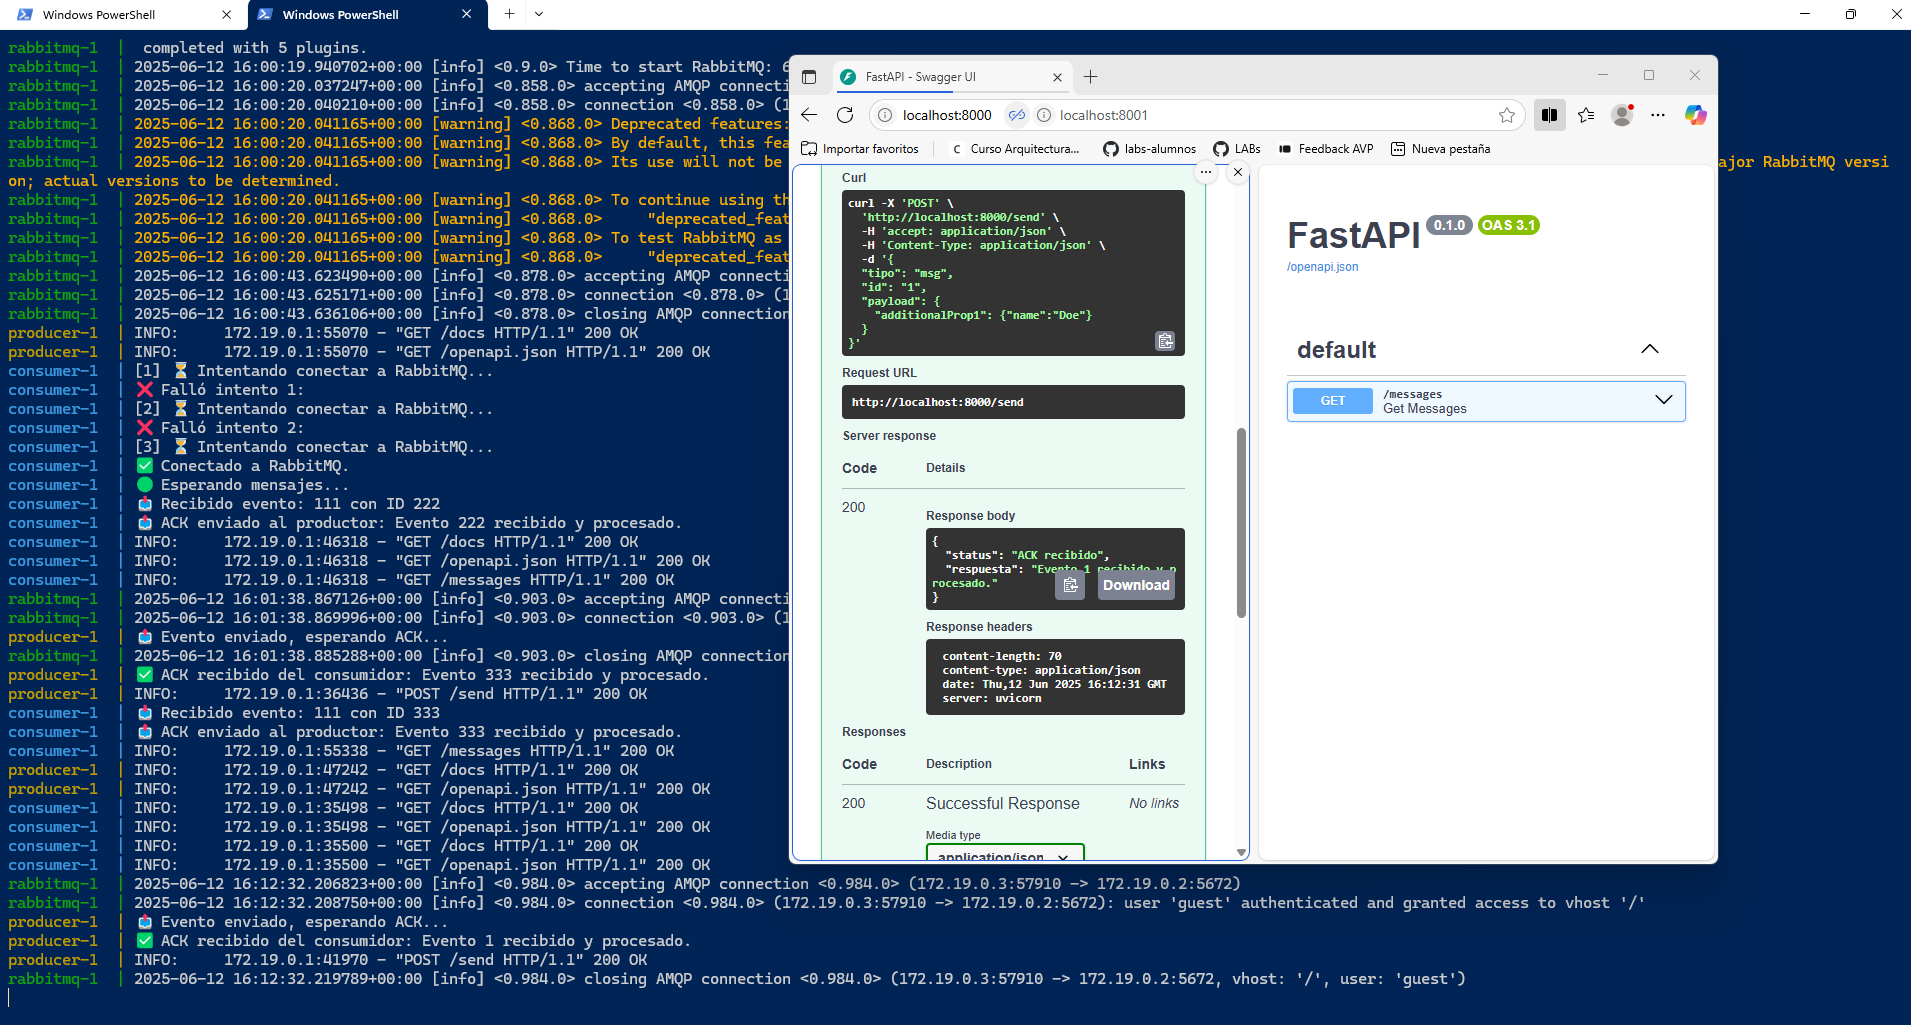 Windows PowerShell
Windows PowerShell
rabbitmq-1 | completed with 5 plugins.
rabbitmq-1 | 2025-06-12 16:00:19.940702+00:00 [info] <0.9.0> Time to start RabbitMQ: 6
rabbitmq-1 | 2025-06-12 16:00:20.037247+00:00 [info] <0.858.0> accepting AMQP connecti
rabbitmq-1 | 2025-06-12 16:00:20.040210+00:00 [info] <0.858.0> connection <0.858.0> (1
rabbitmq-1 | 2025-06-12 16:00:20.041165+00:00 [warning] <0.868.0> Deprecated features:
rabbitmq-1 | 2025-06-12 16:00:20.041165+00:00 [warning] <0.868.0> By default, this fea
rabbitmq-1 | 2025-06-12 16:00:20.041165+00:00 [warning] <0.868.0> Its use will not be ajor RabbitMQ versi
on; actual versions to be determined.
rabbitmq-1 | 2025-06-12 16:00:20.041165+00:00 [warning] <0.868.0> To continue using th
rabbitmq-1 | 2025-06-12 16:00:20.041165+00:00 [warning] <0.868.0> "deprecated_feat
rabbitmq-1 | 2025-06-12 16:00:20.041165+00:00 [warning] <0.868.0> To test RabbitMQ as
rabbitmq-1 | 2025-06-12 16:00:20.041165+00:00 [warning] <0.868.0> "deprecated_feat
rabbitmq-1 | 2025-06-12 16:00:43.623490+00:00 [info] <0.878.0> accepting AMQP connecti
rabbitmq-1 | 2025-06-12 16:00:43.625171+00:00 [info] <0.878.0> connection <0.878.0> (1
rabbitmq-1 | 2025-06-12 16:00:43.636106+00:00 [info] <0.878.0> closing AMQP connection
producer-1 | INFO: 172.19.0.1:55070 - "GET /docs HTTP/1.1" 200 OK
producer-1 | INFO: 172.19.0.1:55070 - "GET /openapi.json HTTP/1.1" 200 OK
consumer-1 | [1] ⏳ Intentando conectar a RabbitMQ...
consumer-1 | ❌ Falló intento 1:
consumer-1 | [2] ⏳ Intentando conectar a RabbitMQ...
consumer-1 | ❌ Falló intento 2:
consumer-1 | [3] ⏳ Intentando conectar a RabbitMQ...
consumer-1 | ✅ Conectado a RabbitMQ.
consumer-1 | 🟢 Esperando mensajes...
consumer-1 | 📩 Recibido evento: 111 con ID 222
consumer-1 | 📤 ACK enviado al productor: Evento 222 recibido y procesado.
consumer-1 | INFO: 172.19.0.1:46318 - "GET /docs HTTP/1.1" 200 OK
consumer-1 | INFO: 172.19.0.1:46318 - "GET /openapi.json HTTP/1.1" 200 OK
consumer-1 | INFO: 172.19.0.1:46318 - "GET /messages HTTP/1.1" 200 OK
rabbitmq-1 | 2025-06-12 16:01:38.867126+00:00 [info] <0.903.0> accepting AMQP connecti
rabbitmq-1 | 2025-06-12 16:01:38.869996+00:00 [info] <0.903.0> connection <0.903.0> (1
producer-1 | 📤 Evento enviado, esperando ACK...
rabbitmq-1 | 2025-06-12 16:01:38.885288+00:00 [info] <0.903.0> closing AMQP connection
producer-1 | ✅ ACK recibido del consumidor: Evento 333 recibido y procesado.
producer-1 | INFO: 172.19.0.1:36436 - "POST /send HTTP/1.1" 200 OK
consumer-1 | 📩 Recibido evento: 111 con ID 333
consumer-1 | 📤 ACK enviado al productor: Evento 333 recibido y procesado.
consumer-1 | INFO: 172.19.0.1:55338 - "GET /messages HTTP/1.1" 200 OK
producer-1 | INFO: 172.19.0.1:47242 - "GET /docs HTTP/1.1" 200 OK
producer-1 | INFO: 172.19.0.1:47242 - "GET /openapi.json HTTP/1.1" 200 OK
consumer-1 | INFO: 172.19.0.1:35498 - "GET /docs HTTP/1.1" 200 OK
consumer-1 | INFO: 172.19.0.1:35498 - "GET /openapi.json HTTP/1.1" 200 OK
consumer-1 | INFO: 172.19.0.1:35500 - "GET /docs HTTP/1.1" 200 OK
consumer-1 | INFO: 172.19.0.1:35500 - "GET /openapi.json HTTP/1.1" 200 OK
rabbitmq-1 | 2025-06-12 16:12:32.206823+00:00 [info] <0.984.0> accepting AMQP connection <0.984.0> (172.19.0.3:57910 -> 172.19.0.2:5672)
rabbitmq-1 | 2025-06-12 16:12:32.208750+00:00 [info] <0.984.0> connection <0.984.0> (172.19.0.3:57910 -> 172.19.0.2:5672): user 'guest' authenticated and granted access to vhost '/'
producer-1 | 📤 Evento enviado, esperando ACK...
producer-1 | ✅ ACK recibido del consumidor: Evento 1 recibido y procesado.
producer-1 | INFO: 172.19.0.1:41970 - "POST /send HTTP/1.1" 200 OK
rabbitmq-1 | 2025-06-12 16:12:32.219789+00:00 [info] <0.984.0> closing AMQP connection <0.984.0> (172.19.0.3:57910 -> 172.19.0.2:5672, vhost: '/', user: 'guest')
FastAPI - Swagger UI
localhost:8000
localhost:8001
Importar favoritos
C Curso Arquitectura...
labs-alumnos
LABs
Feedback AVP
Nueva pestaña
Curl
curl -X 'POST' \
'http://localhost:8000/send' \
-H 'accept: application/json' \
-H 'Content-Type: application/json' \
-d '{
"tipo": "msg",
"id": "1",
"payload": {
"additionalProp1": {"name":"Doe"}
}
}'
Request URL
http://localhost:8000/send
Server response
Code Details
200
Response body
{
"status": "ACK recibido",
"respuesta": "Evento 1 recibido y p
rocesado."
}
Download
Response headers
content-length: 70
content-type: application/json
date: Thu,12 Jun 2025 16:12:31 GMT
server: uvicorn
Responses
Code Description Links
200 Successful Response No links
Media type
application/json
FastAPI 0.1.0 OAS 3.1
/openapi.json
default
GET /messages
Get Messages